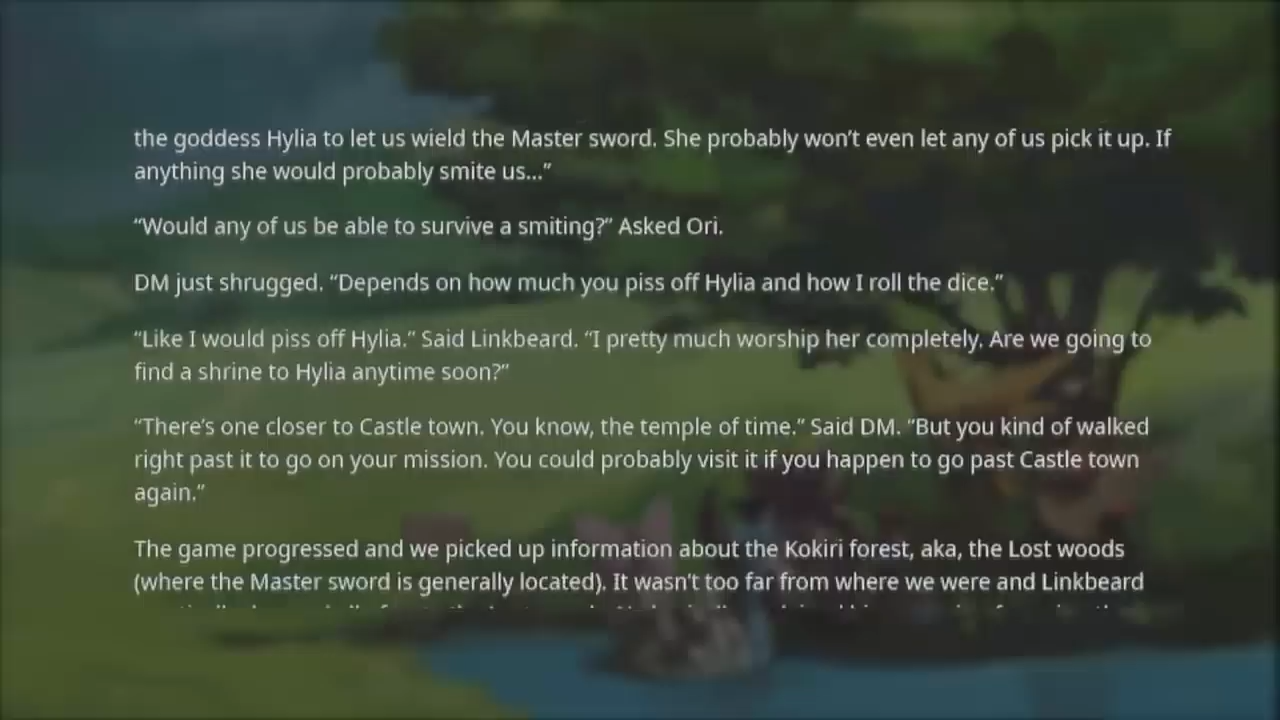 the goddess Hylia to let us wield the Master sword. She probably won’t even let any of us pick it up. If
anything she would probably smite us...”
“Would any of us be able to survive a smiting?” Asked Ori.
DM just shrugged. “Depends on how much you piss off Hylia and how I roll the dice.”
“Like I would piss off Hylia.” Said Linkbeard. “I pretty much worship her completely. Are we going to
find a shrine to Hylia anytime soon?”
“There’s one closer to Castle town. You know, the temple of time.” Said DM. “But you kind of walked
right past it to go on your mission. You could probably visit it if you happen to go past Castle town
again.”
The game progressed and we picked up information about the Kokiri forest, aka, the Lost woods
(where the Master sword is generally located). It wasn’t too far from where we were and Linkbeard